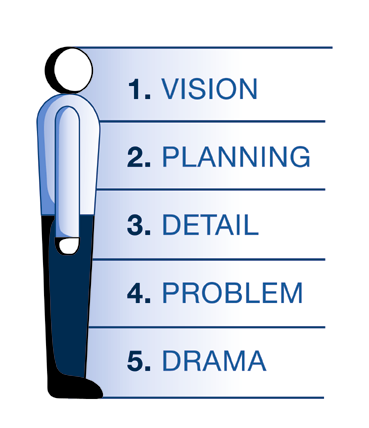 1. VISION
2. PLANNING
3. DETAIL
4. PROBLEM
5. DRAMA